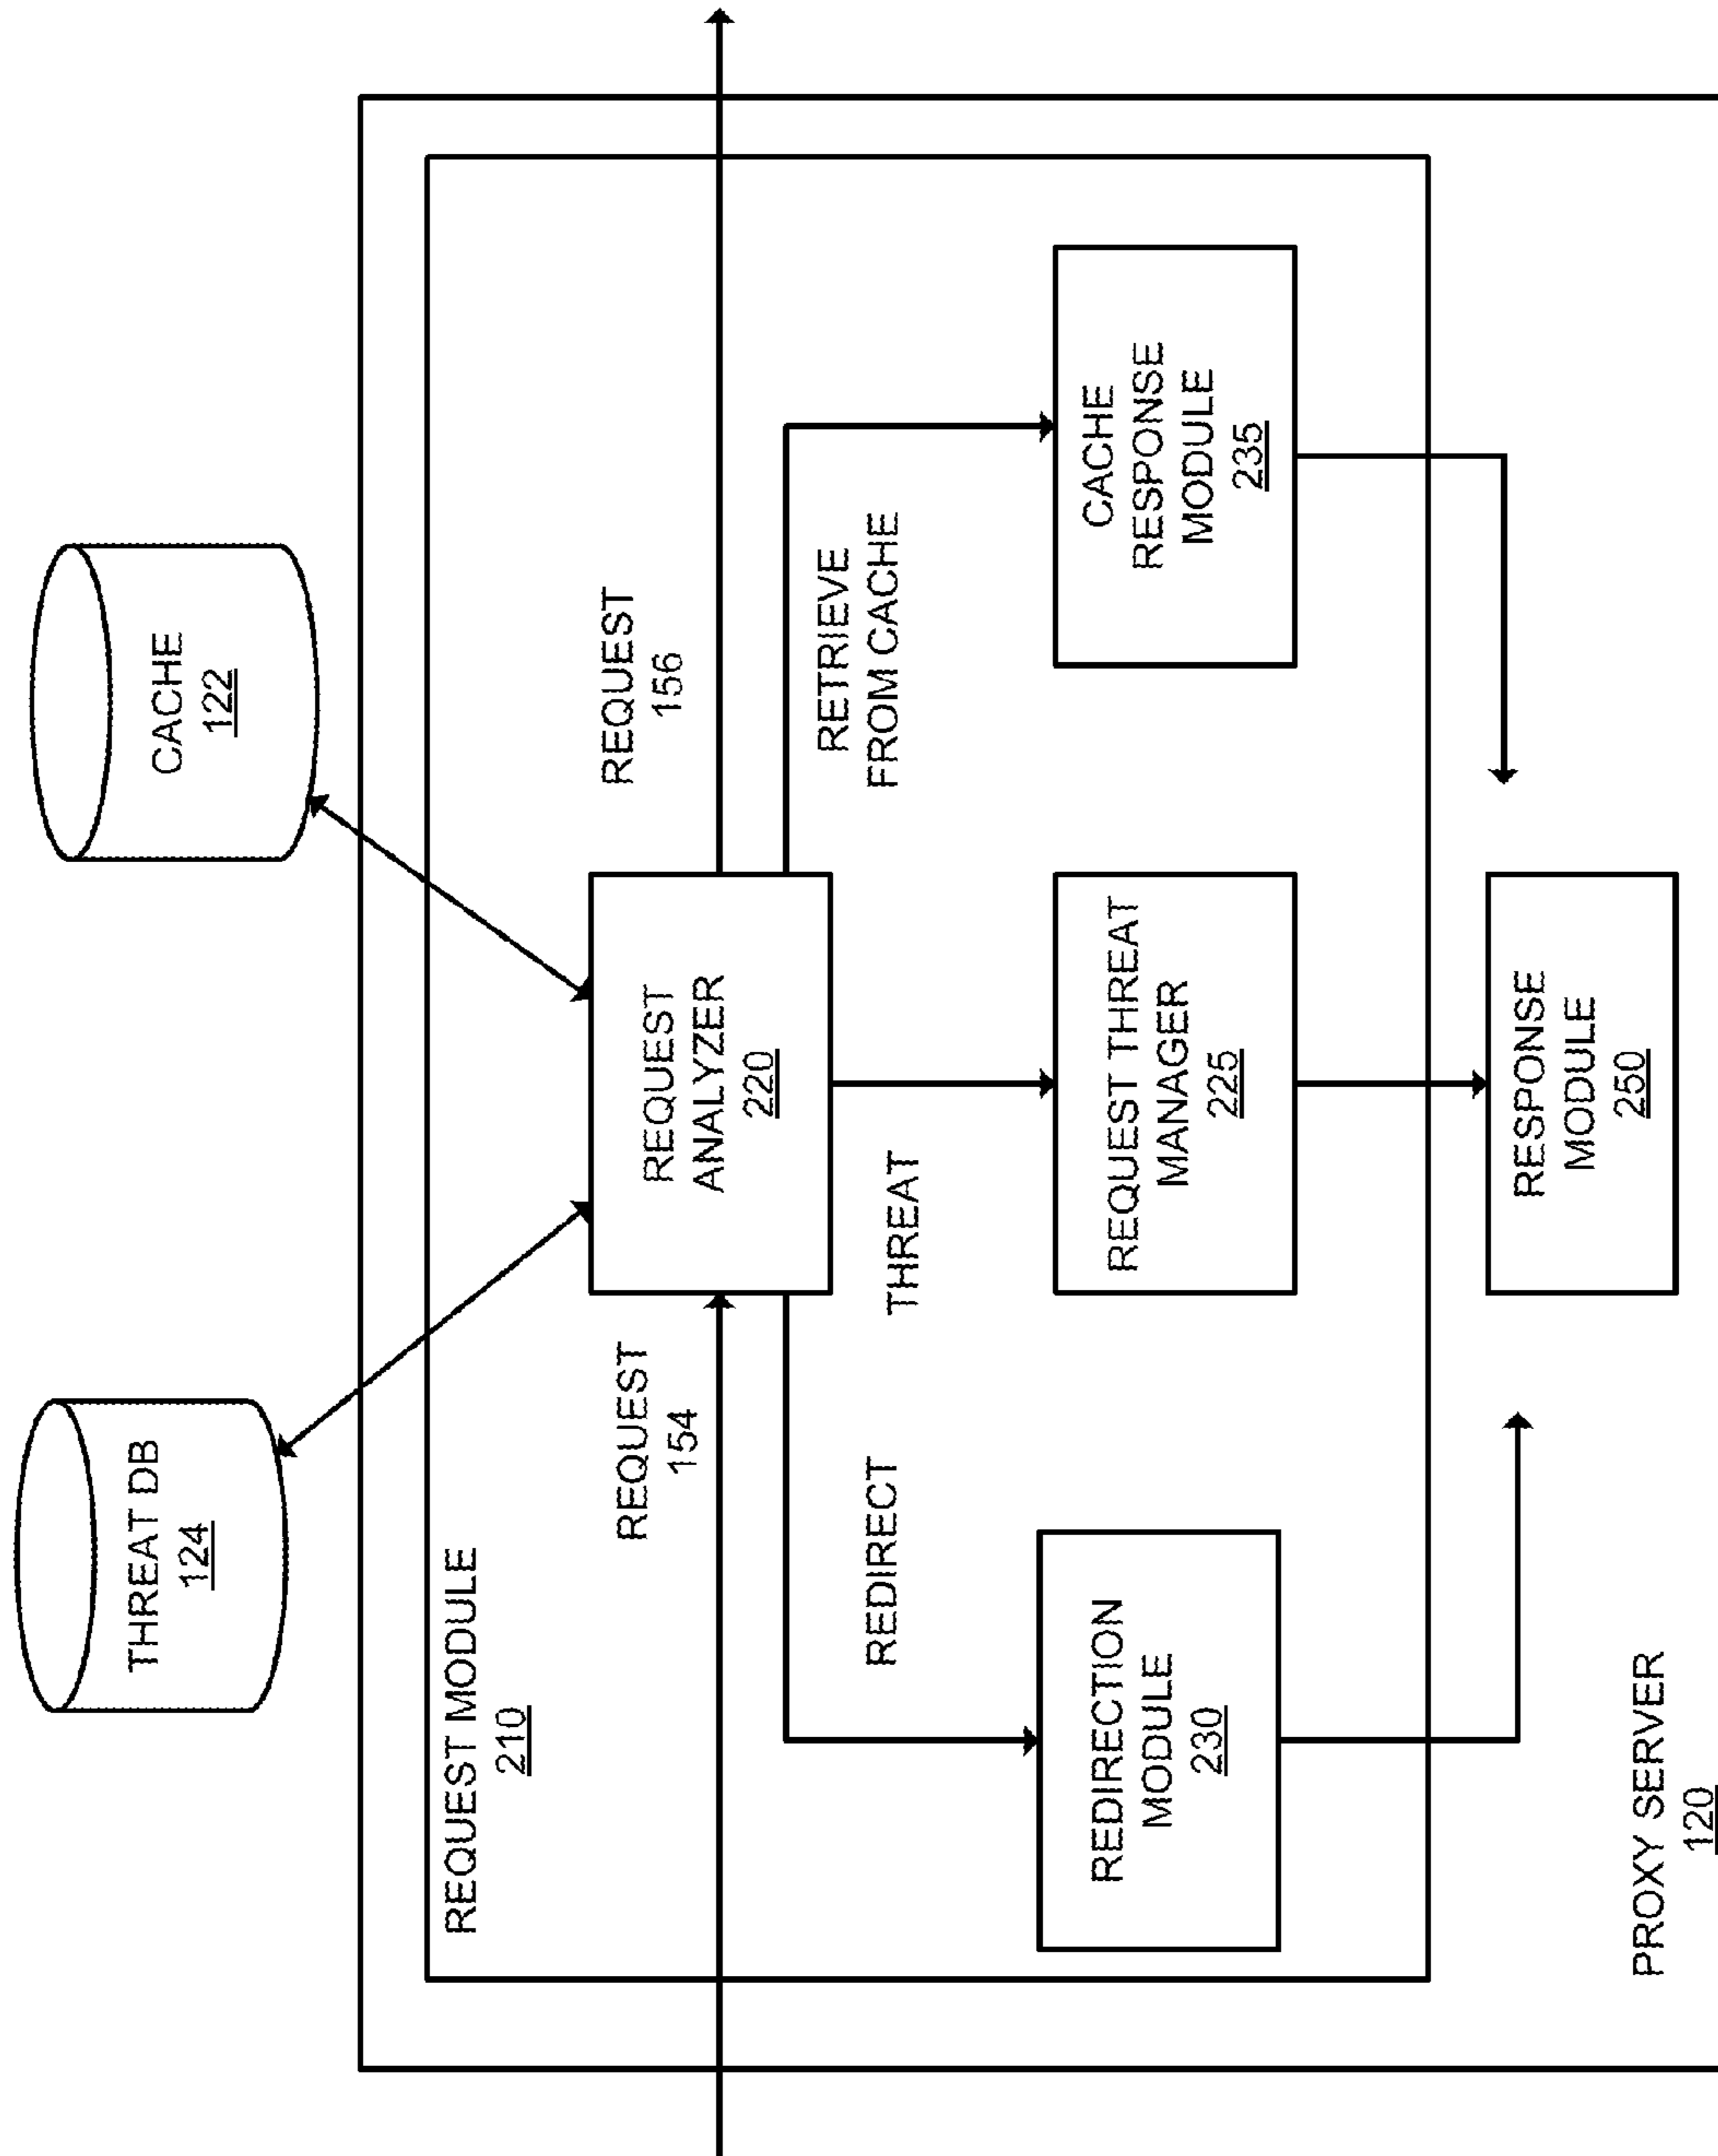 THREAT DB
124
CACHE
122
REQUEST MODULE
210
REQUEST
154
REQUEST
ANALYZER
220
REQUEST
156
REDIRECT
THREAT
RETRIEVE
FROM CACHE
REDIRECTION
MODULE
230
REQUEST THREAT
MANAGER
225
CACHE
RESPONSE
MODULE
235
RESPONSE
MODULE
250
PROXY SERVER
120